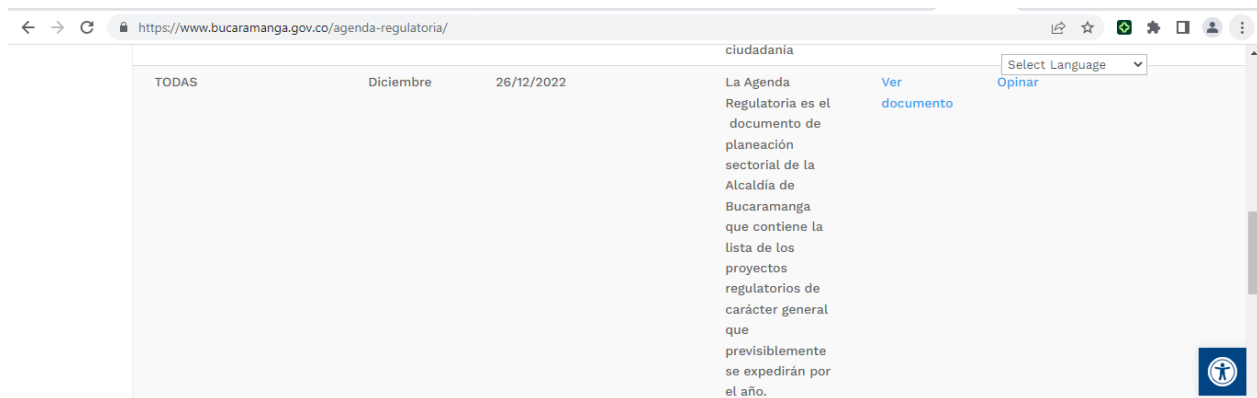 https://www.bucaramanga.gov.co/agenda-regulatoria/
ciudadanía
Select Language
TODAS Diciembre 26/12/2022 La Agenda Ver Opinar
Regulatoria es el documento
documento de
planeación
sectorial de la
Alcaldía de
Bucaramanga
que contiene la
lista de los
proyectos
regulatorios de
carácter general
que
previsiblemente
se expedirán por
el año.